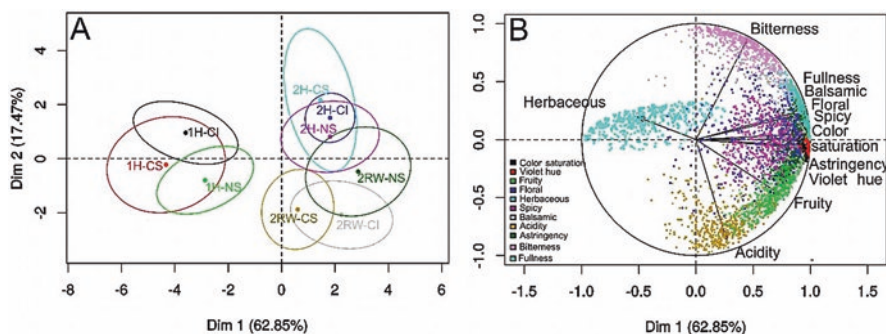 A
4
2
0
-2
Dim 2 (17.47%)
1H-CI
1H-CS
1H-NS
2H-CS
2H-CI
2H-NS
2RW-NS
2RW-CS
2RW-CI
-8
-6
-4
-2
0
2
4
6
Dim 1 (62.85%)
B
1.0
0.5
0.0
-0.5
-1.0
Bitterness
Fullness
Balsamic
Floral
Spicy
Color
saturation
Astringency
Violet hue
Fruity
Acidity
Herbaceous
Color saturation
Violet hue
Fruity
Floral
Herbaceous
Spicy
Balsamic
Acidity
Astringency
Bitterness
Fullness
-1.5
-1.0
-0.5
0.0
0.5
1.0
1.5
Dim 1 (62.85%)